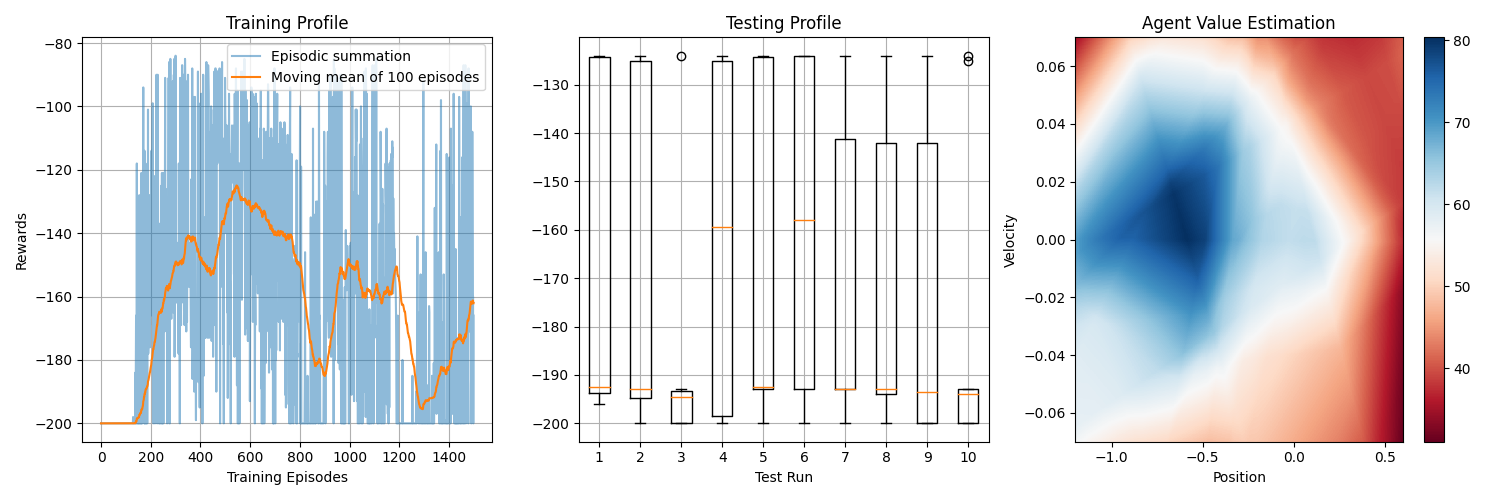 Training Profile
Episodic summation
Moving mean of 100 episodes
−80
−100
−120
−140
−160
−180
−200
Rewards
0 200 400 600 800 1000 1200 1400
Training Episodes
Testing Profile
−130
−140
−150
−160
−170
−180
−190
−200
1 2 3 4 5 6 7 8 9 10
Test Run
Agent Value Estimation
0.06
0.04
0.02
0.00
−0.02
−0.04
−0.06
Velocity
−1.0 −0.5 0.0 0.5
Position
80
70
60
50
40